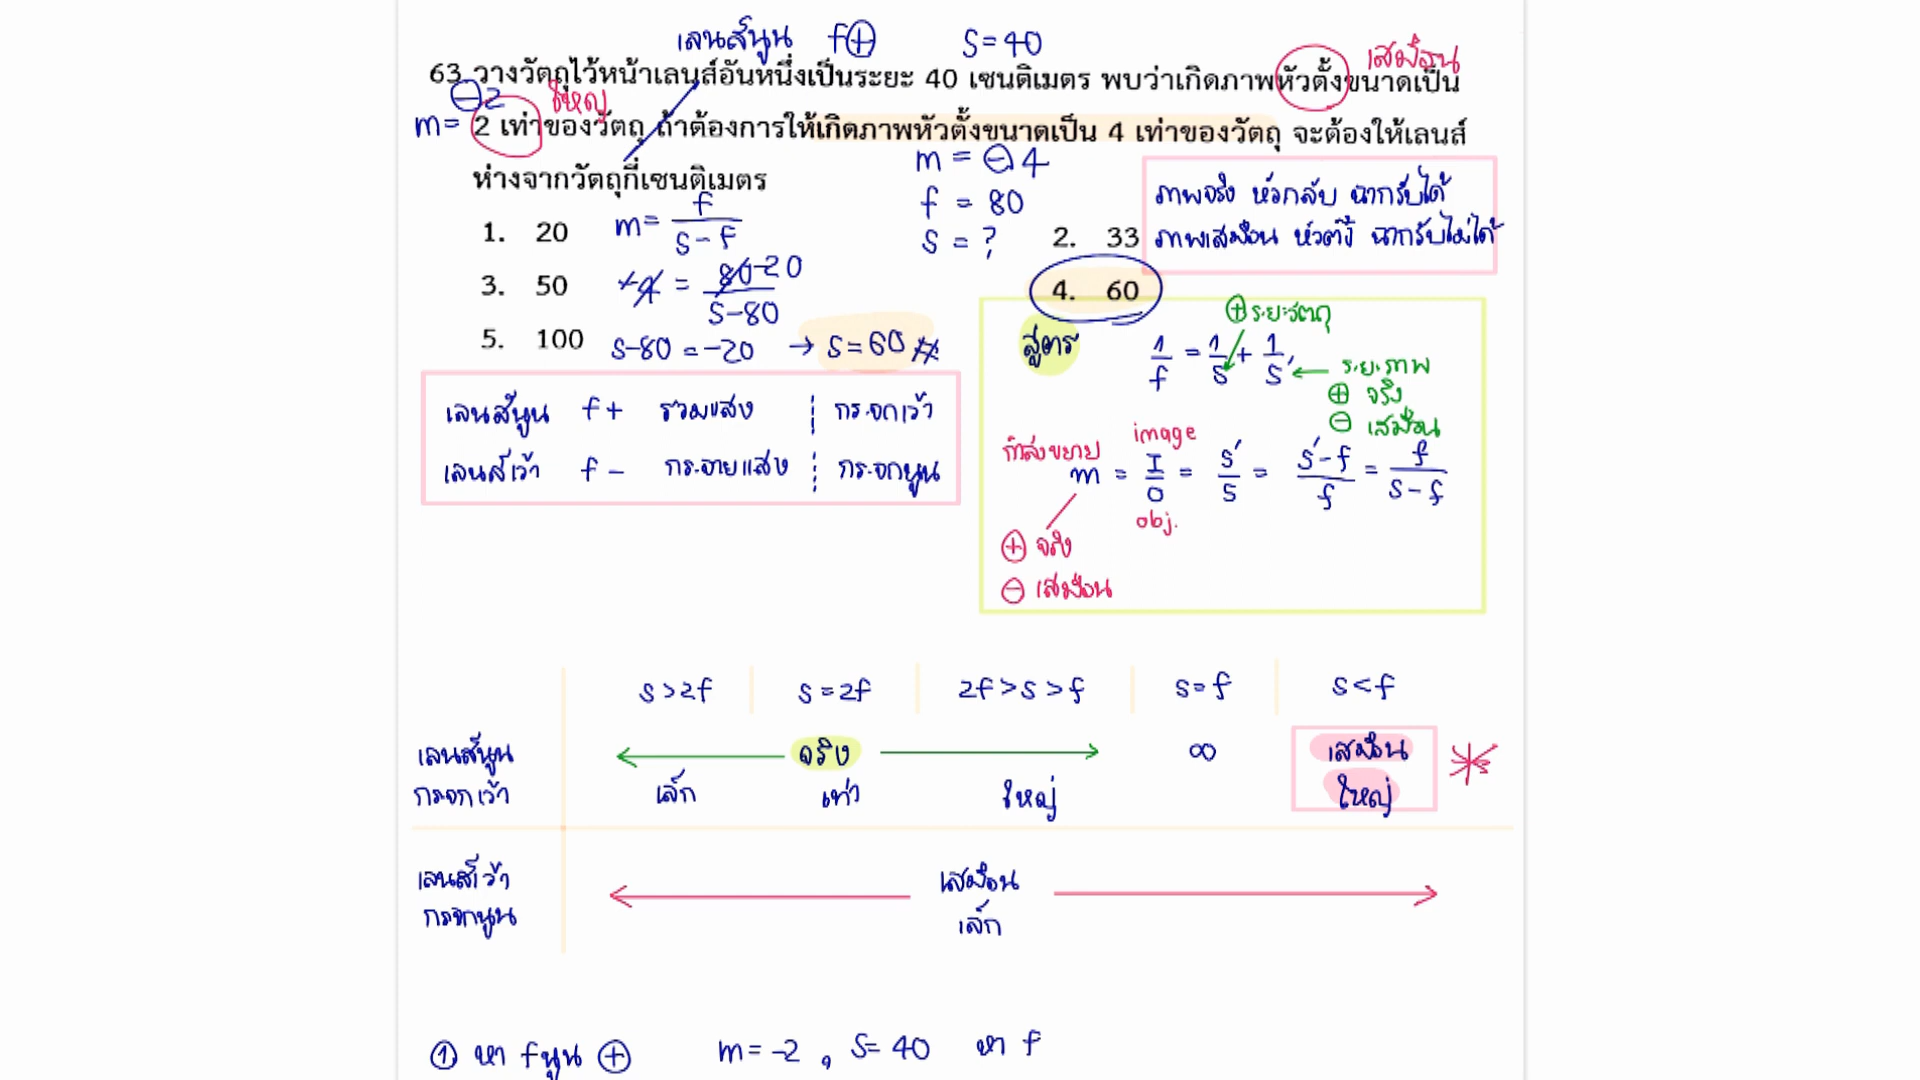 เลนส์นูน f⊕ s=40
63. วางวัตถุไว้หน้าเลนส์อันหนึ่งเป็นระยะ 40 เซนติเมตร พบว่าเกิดภาพหัวตั้งขนาดเป็น
เสมือน
⊖2 ใหญ่
m= 2 เท่าของวัตถุ ถ้าต้องการให้เกิดภาพหัวตั้งขนาดเป็น 4 เท่าของวัตถุ จะต้องให้เลนส์
ห่างจากวัตถุกี่เซนติเมตร
m = ⊖4
f = 80
s = ?
ภาพจริง หัวกลับ ฉากรับได้
ภาพเสมือน หัวตั้ง ฉากรับไม่ได้
1. 20
2. 33
3. 50
4. 60
5. 100
m= f/(s-f)
-4 = 80/(s-80) -20
s-80 = -20 → s=60 #
สูตร 1/f = 1/s + 1/s'
⊕ ระยะวัตถุ
ระยะภาพ
⊕ จริง
⊖ เสมือน
เลนส์นูน f + รวมแสง ¦ กระจกเว้า
เลนส์เว้า f - กระจายแสง ¦ กระจกนูน
กำลังขยาย image
m = I/O = s'/s = (s'-f)/f = f/(s-f)
obj.
⊕ จริง
⊖ เสมือน
s>2f s=2f 2f>s>f s=f s<f
เลนส์นูน จริง ∞ เสมือน
กระจกเว้า เล็ก เท่า ใหญ่ ใหญ่
เลนส์เว้า เสมือน
กระจกนูน เล็ก
① หา f นูน ⊕ m=-2 , s=40 หา f